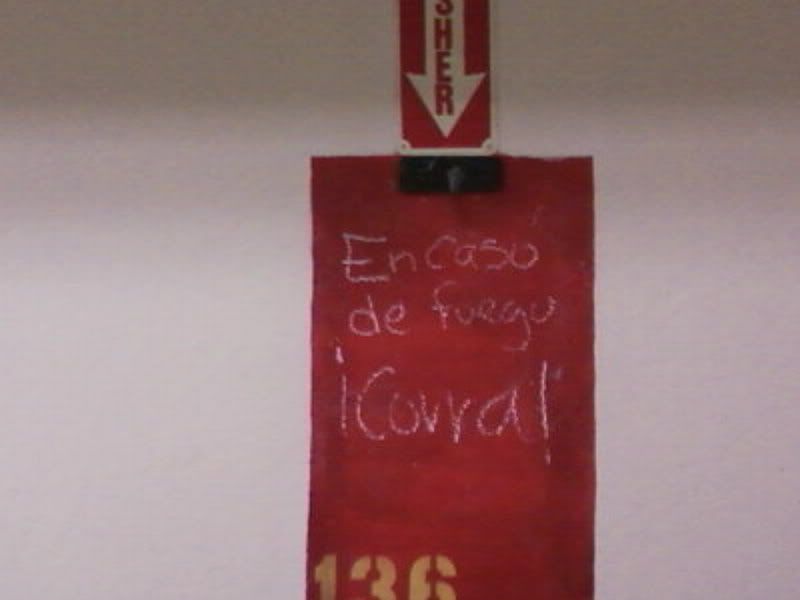 SHER
En caso
de fuego
¡Corra!
136